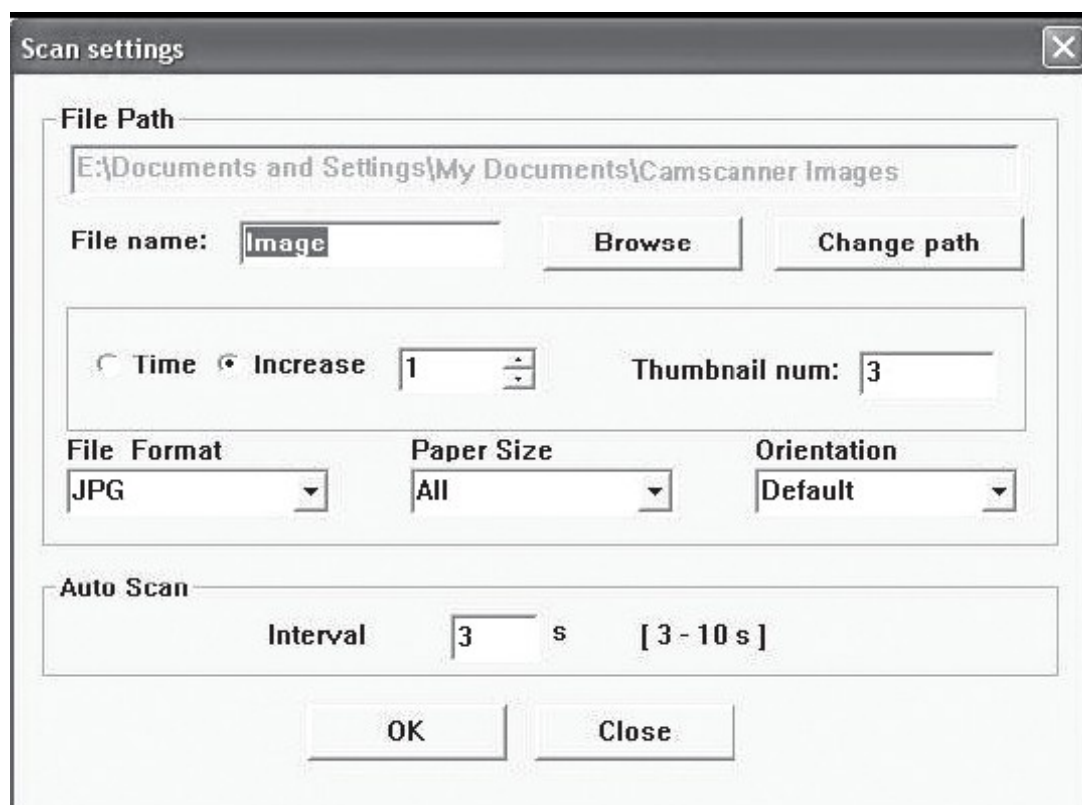 Scan settings
File Path
E:\Documents and Settings\My Documents\Camscanner Images
File name: Image Browse Change path
Time Increase 1 Thumbnail num: 3
File Format Paper Size Orientation
JPG All Default
Auto Scan
Interval 3 s [ 3 - 10 s ]
OK Close